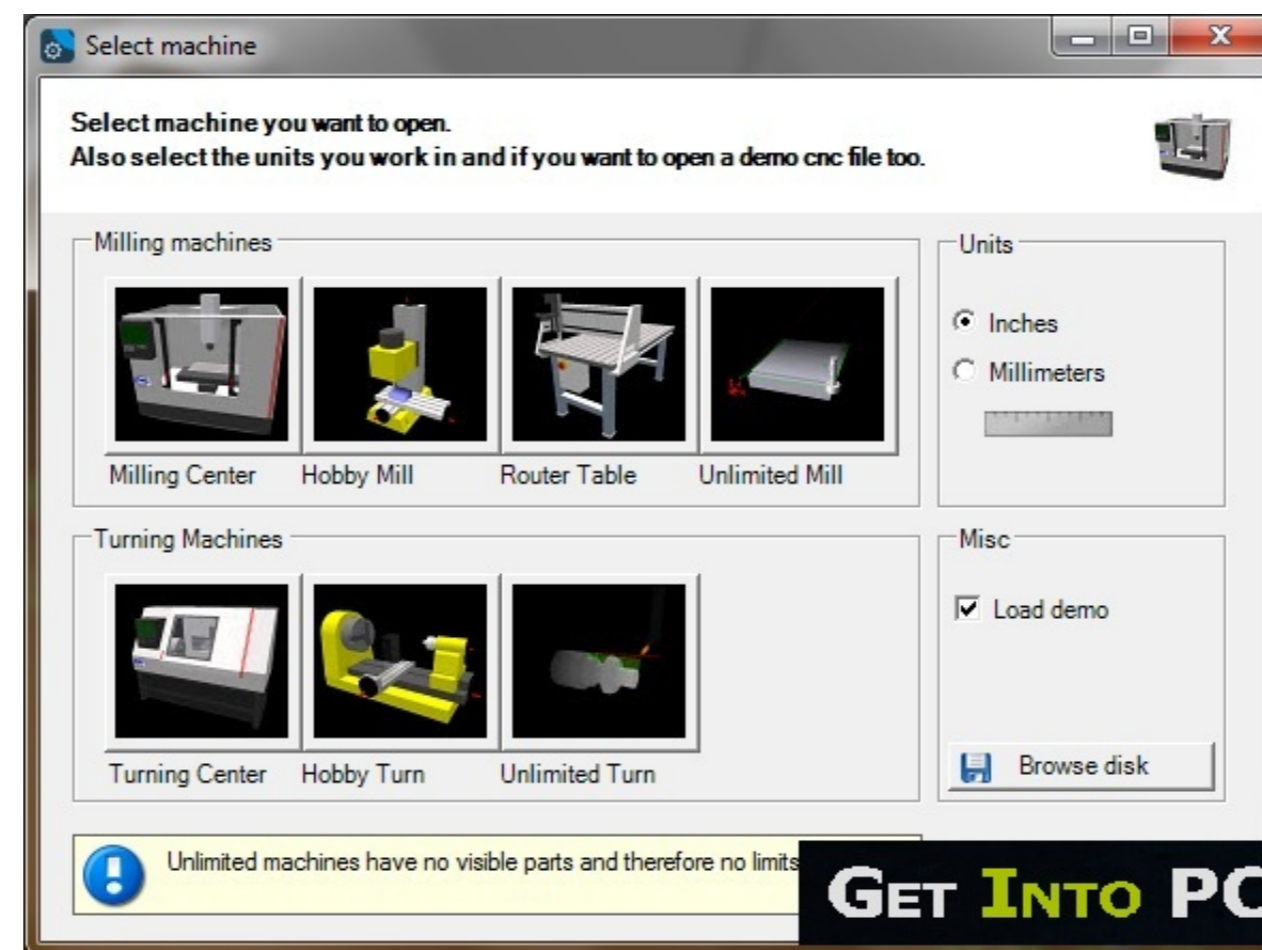 Select machine
Select machine you want to open.
Also select the units you work in and if you want to open a demo cnc file too.
Milling machines
Milling Center
Hobby Mill
Router Table
Unlimited Mill
Units
Inches
Millimeters
Turning Machines
Turning Center
Hobby Turn
Unlimited Turn
Misc
Load demo
Browse disk
Unlimited machines have no visible parts and therefore no limits
GET INTO PC